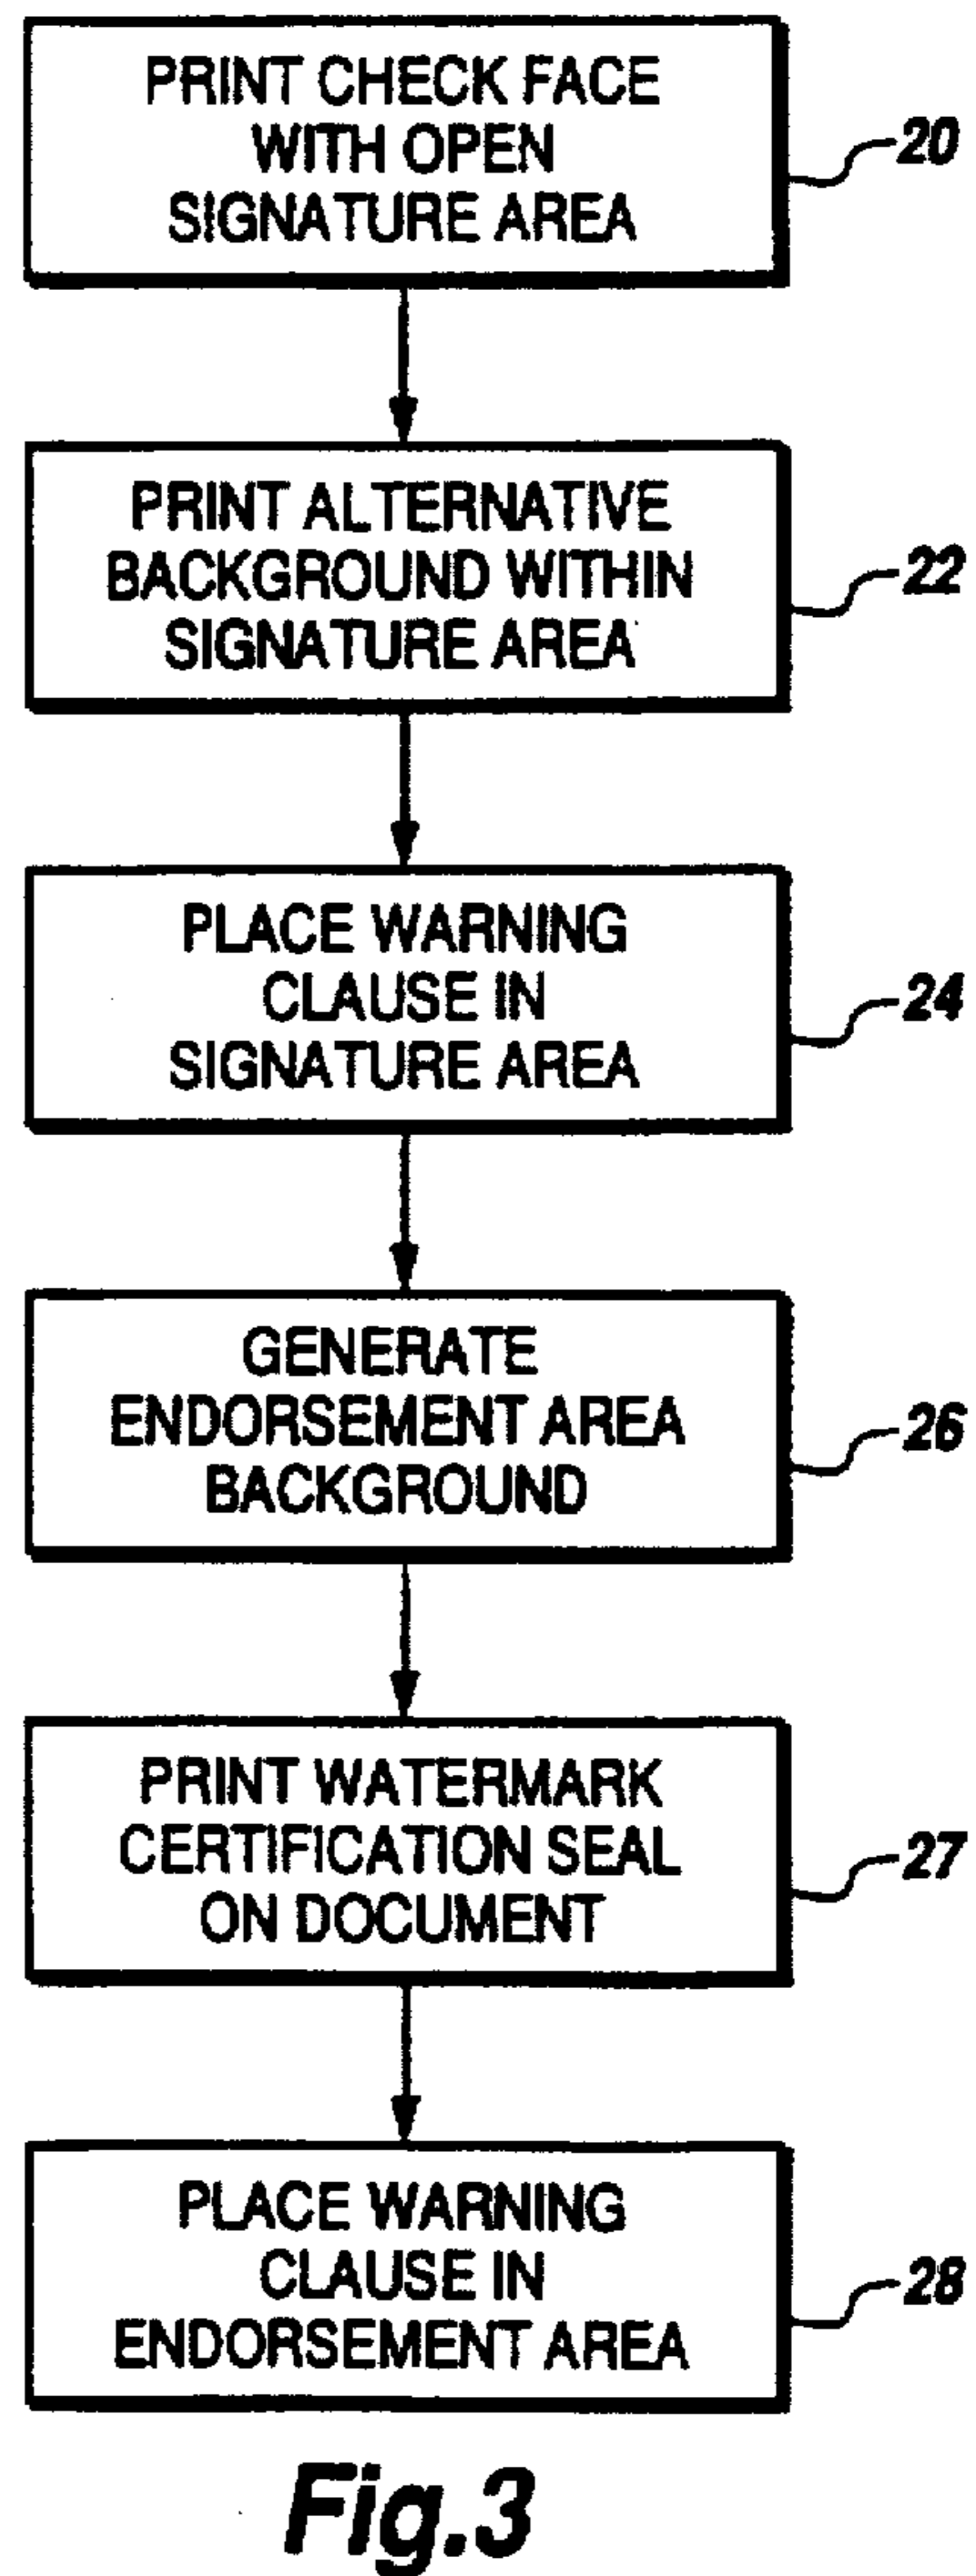 PRINT CHECK FACE
WITH OPEN
SIGNATURE AREA
20
PRINT ALTERNATIVE
BACKGROUND WITHIN
SIGNATURE AREA
22
PLACE WARNING
CLAUSE IN
SIGNATURE AREA
24
GENERATE
ENDORSEMENT AREA
BACKGROUND
26
PRINT WATERMARK
CERTIFICATION SEAL
ON DOCUMENT
27
PLACE WARNING
CLAUSE IN
ENDORSEMENT AREA
28
Fig.3